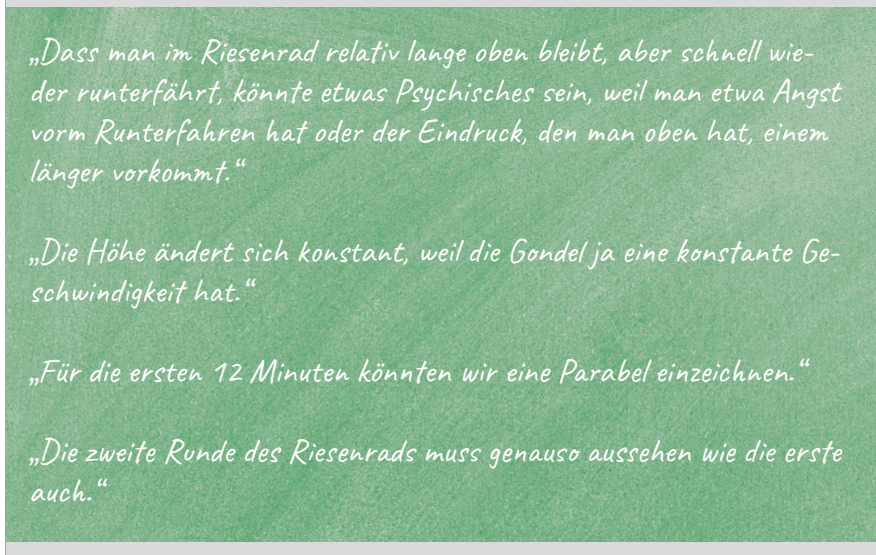 „Dass man im Riesenrad relativ lange oben bleibt, aber schnell wie-
der runterfährt, könnte etwas Psychisches sein, weil man etwa Angst
vorm Runterfahren hat oder der Eindruck, den man oben hat, einem
länger vorkommt.“
„Die Höhe ändert sich konstant, weil die Gondel ja eine konstante Ge-
schwindigkeit hat.“
„Für die ersten 12 Minuten könnten wir eine Parabel einzeichnen.“
„Die zweite Runde des Riesenrads muss genauso aussehen wie die erste
auch.“